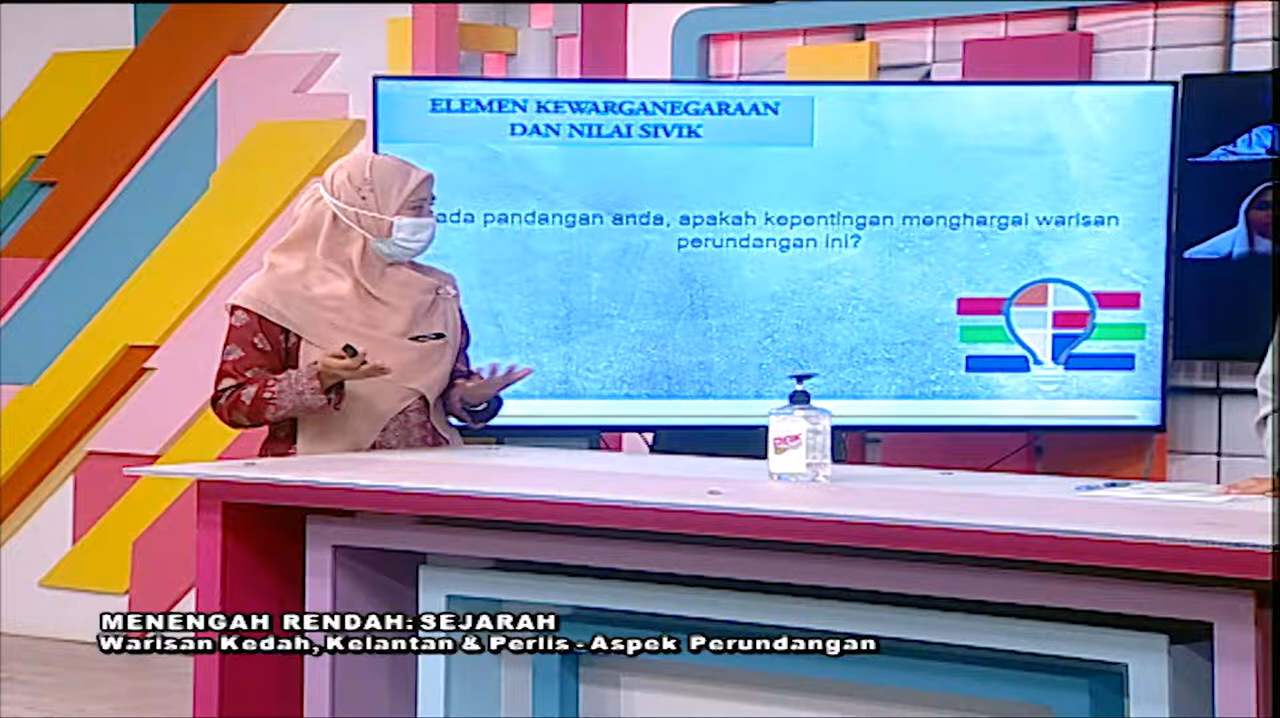 ELEMEN KEWARGANEGARAAN
DAN NILAI SIVIK
ada pandangan anda, apakah kepentingan menghargai warisan
perundangan ini?
MENENGAH RENDAH: SEJARAH
Warisan Kedah, Kelantan & Perlis - Aspek Perundangan